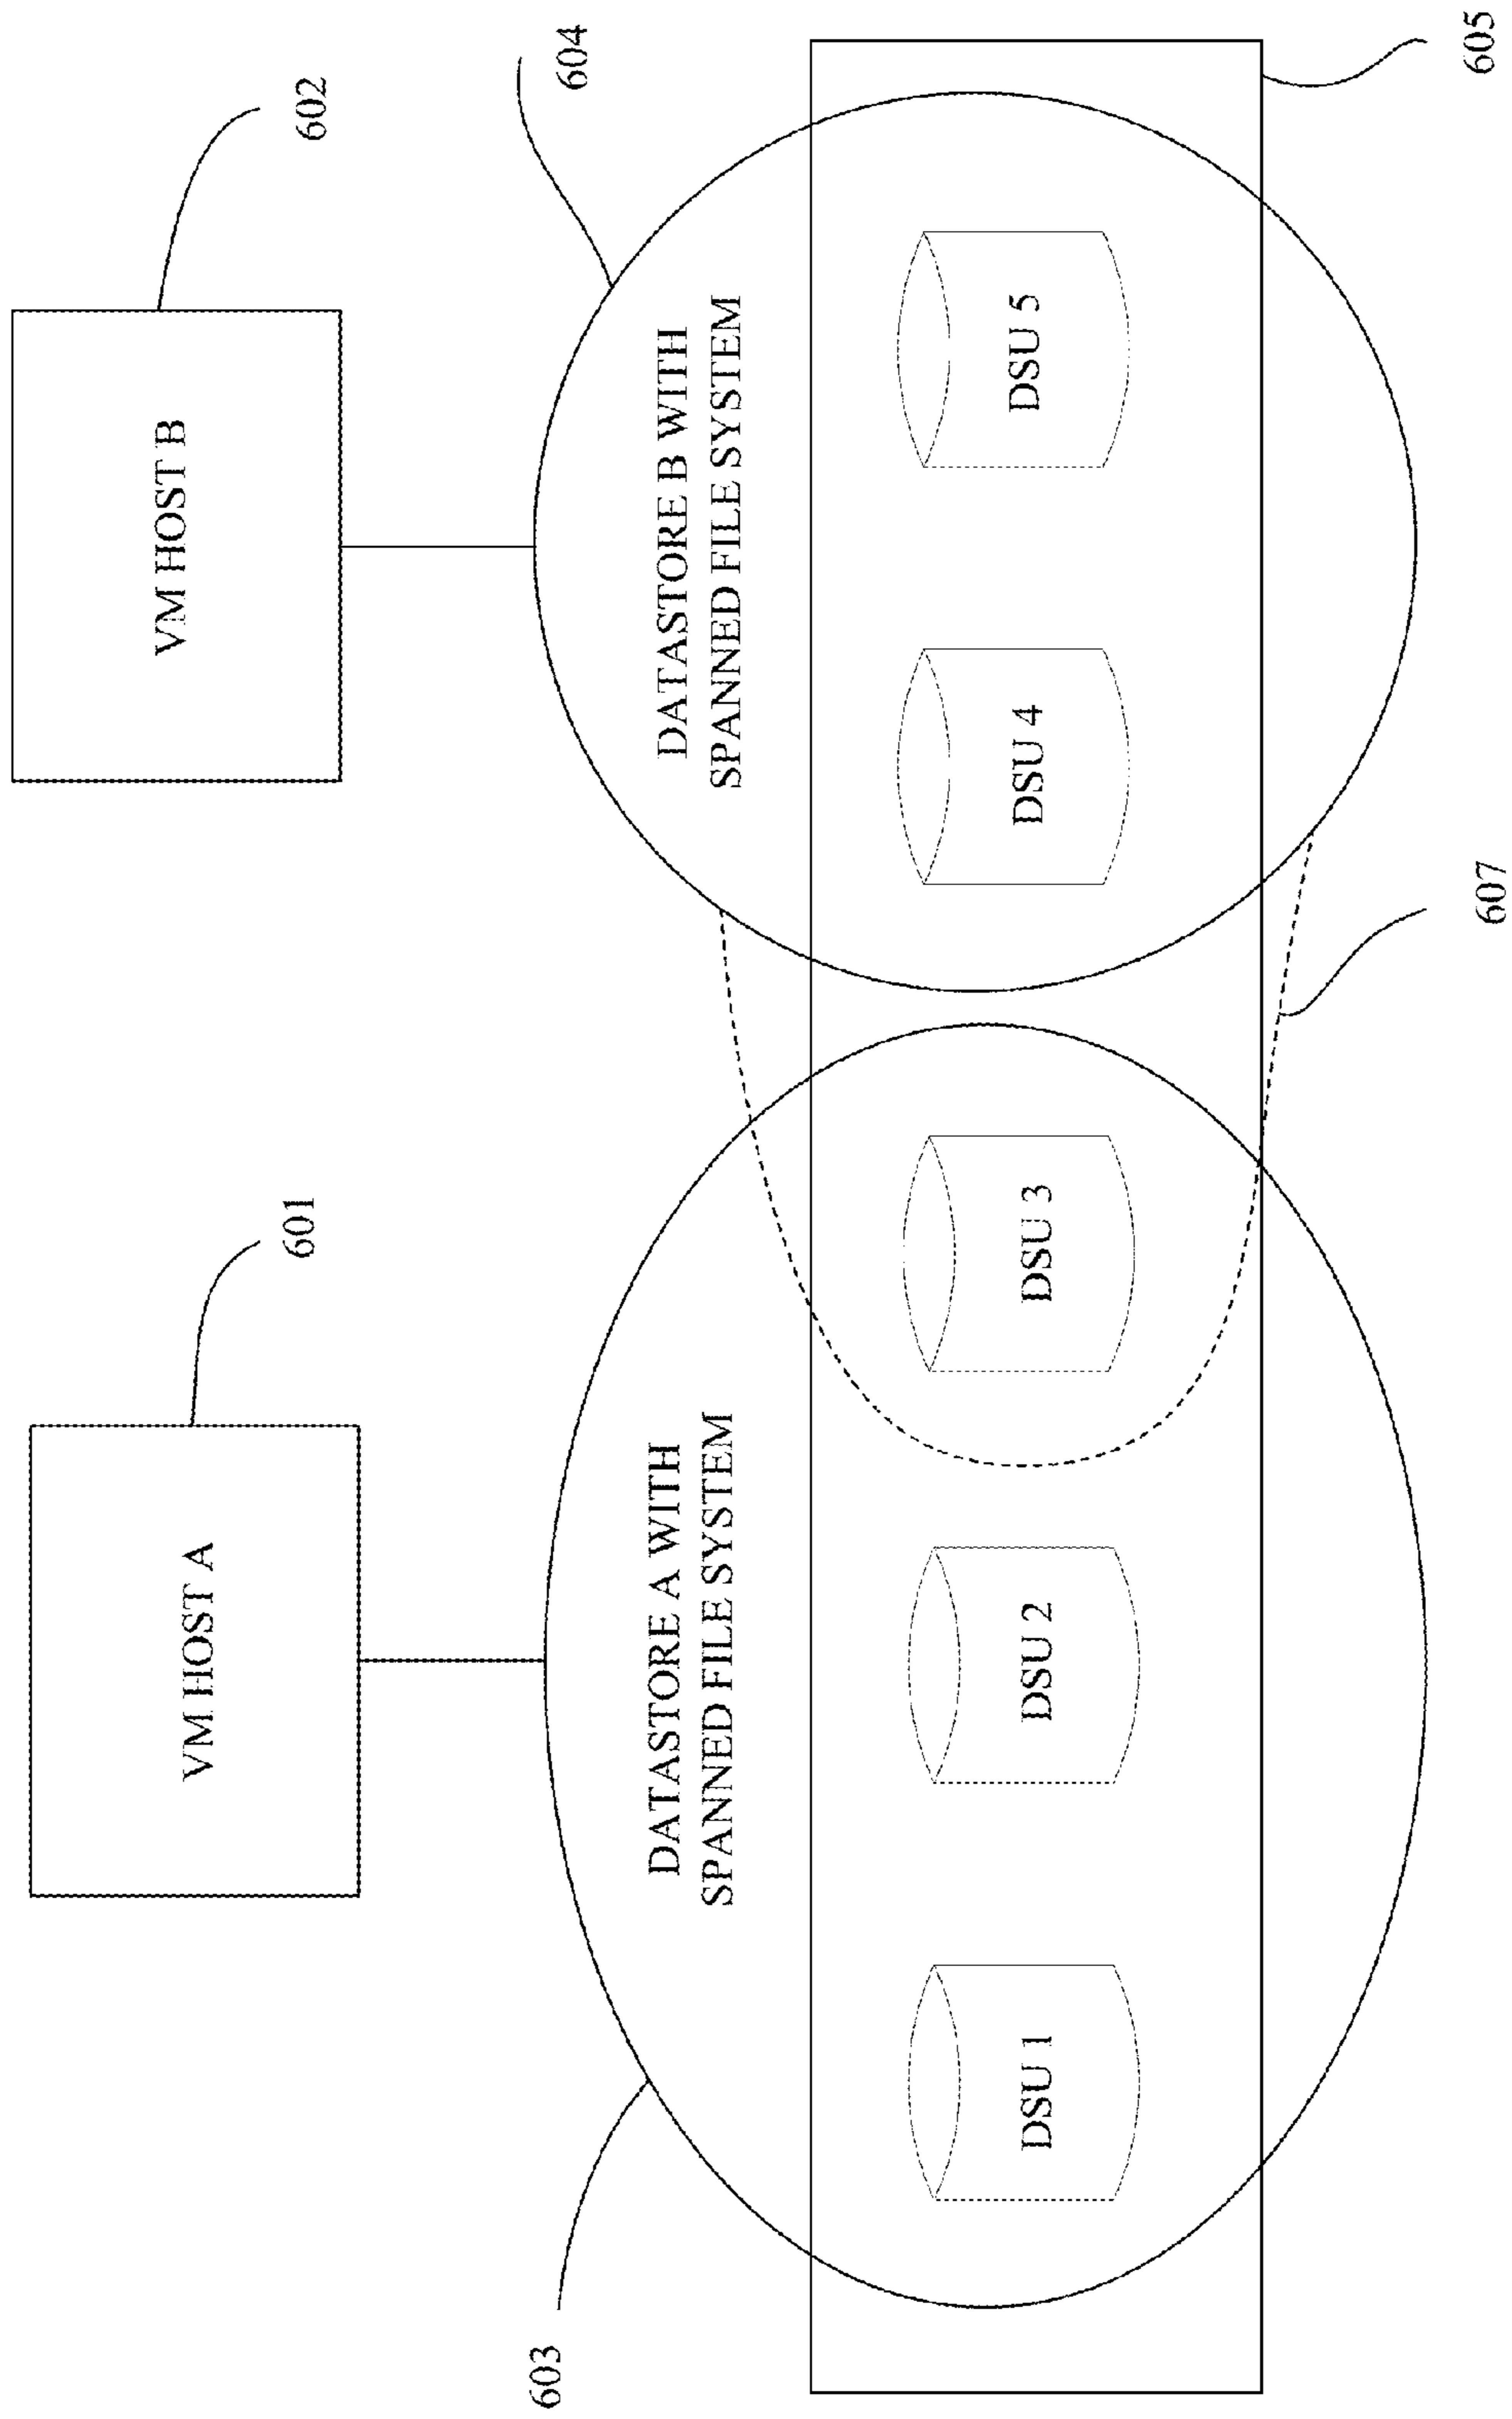 VM HOST A
601
VM HOST B
602
603
DATASTORE A WITH
SPANNED FILE SYSTEM
604
DATASTORE B WITH
SPANNED FILE SYSTEM
DSU 1
DSU 2
DSU 3
DSU 4
DSU 5
607
605